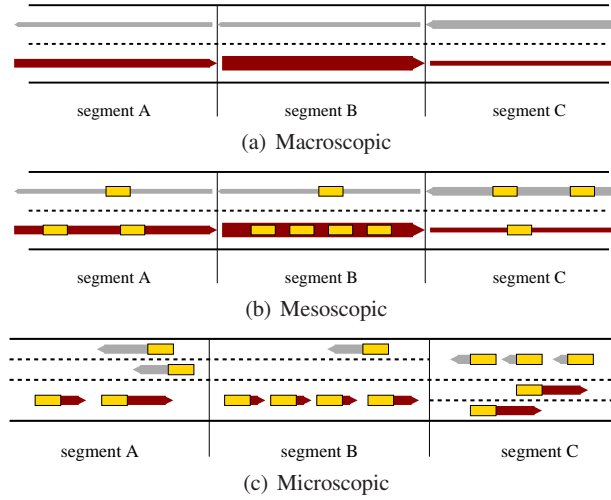 segment A segment B segment C
(a) Macroscopic
segment A segment B segment C
(b) Mesoscopic
segment A segment B segment C
(c) Microscopic